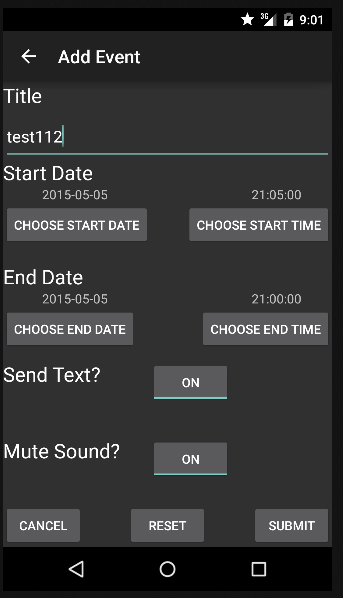 3G 9:01
Add Event
Title
test112
Start Date
2015-05-05 21:05:00
CHOOSE START DATE CHOOSE START TIME
End Date
2015-05-05 21:00:00
CHOOSE END DATE CHOOSE END TIME
Send Text? ON
Mute Sound? ON
CANCEL RESET SUBMIT